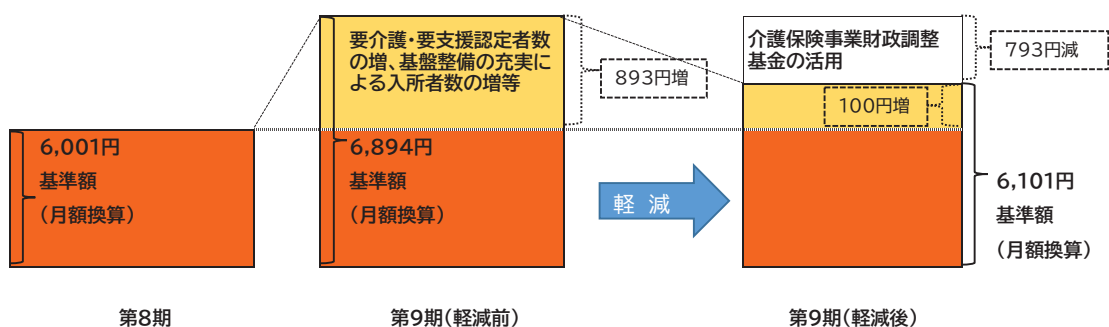 6,001円
基準額
(月額換算)
第8期
要介護・要支援認定者数
の増、基盤整備の充実に
よる入所者数の増等
893円増
6,894円
基準額
(月額換算)
第9期(軽減前)
軽 減
介護保険事業財政調整
基金の活用
793円減
100円増
6,101円
基準額
(月額換算)
第9期(軽減後)